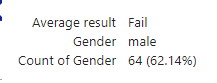 Average result Fail
Gender male
Count of Gender 64 (62.14%)